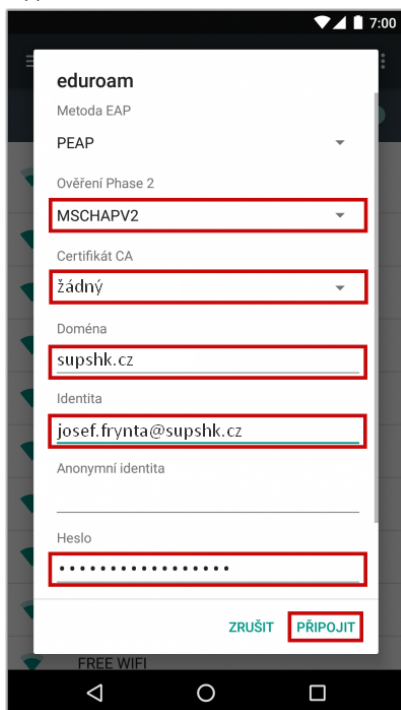 7:00
eduroam
Metoda EAP
PEAP
Ověření Phase 2
MSCHAPV2
Certifikát CA
žádný
Doména
supshk.cz
Identita
josef.frynta@supshk.cz
Anonymní identita
Heslo
•••••••••••••••••
ZRUŠIT PŘIPOJIT
FREE WIFI